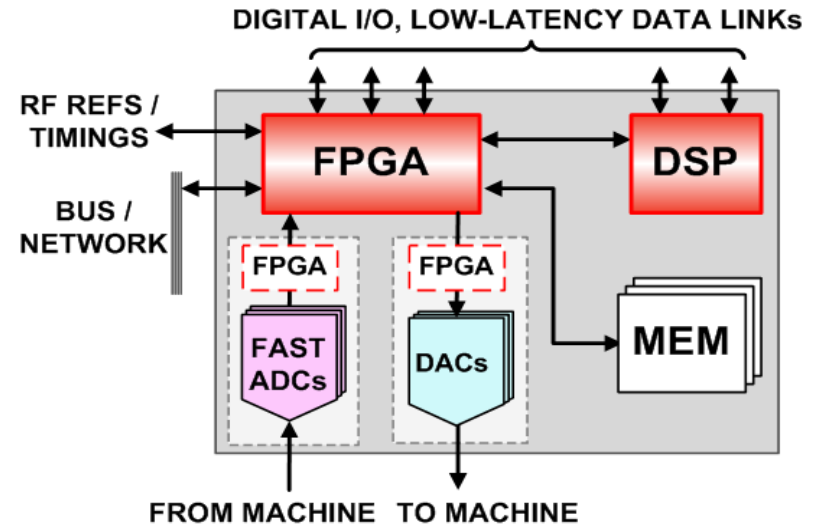 DIGITAL I/O, LOW-LATENCY DATA LINKs
RF REFS /
TIMINGS
FPGA
DSP
BUS /
NETWORK
FPGA
FPGA
FAST
ADCs
DACs
MEM
FROM MACHINE
TO MACHINE